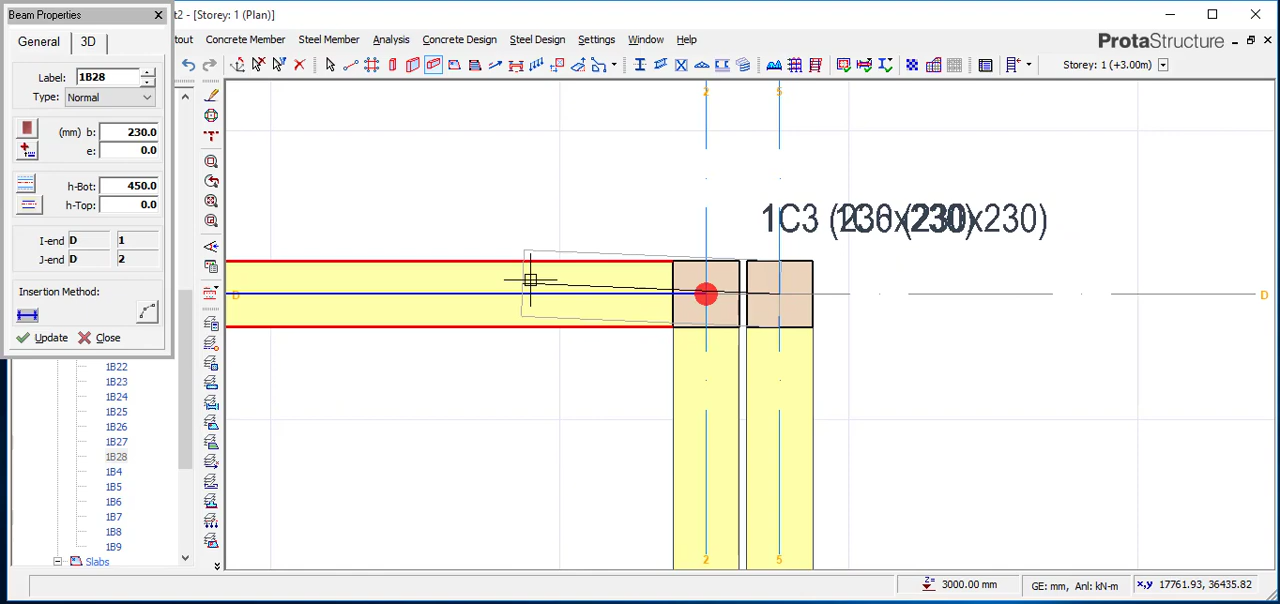 Beam Properties
t2 - [Storey: 1 (Plan)]
General 3D
tout Concrete Member Steel Member Analysis Concrete Design Steel Design Settings Window Help
ProtaStructure
Label: 1B28
Type: Normal
Storey: 1 (+3.00m)
(mm) b: 230.0
e: 0.0
h-Bot: 450.0
h-Top: 0.0
I-end D 1
J-end D 2
Insertion Method:
Update Close
2 5
D D
2 5
1B22
1B23
1B24
1B25
1B26
1B27
1B28
1B4
1B5
1B6
1B7
1B8
1B9
Slabs
Z= 3000.00 mm
GE: mm, Anl: kN-m
x,y 17761.93, 36435.82